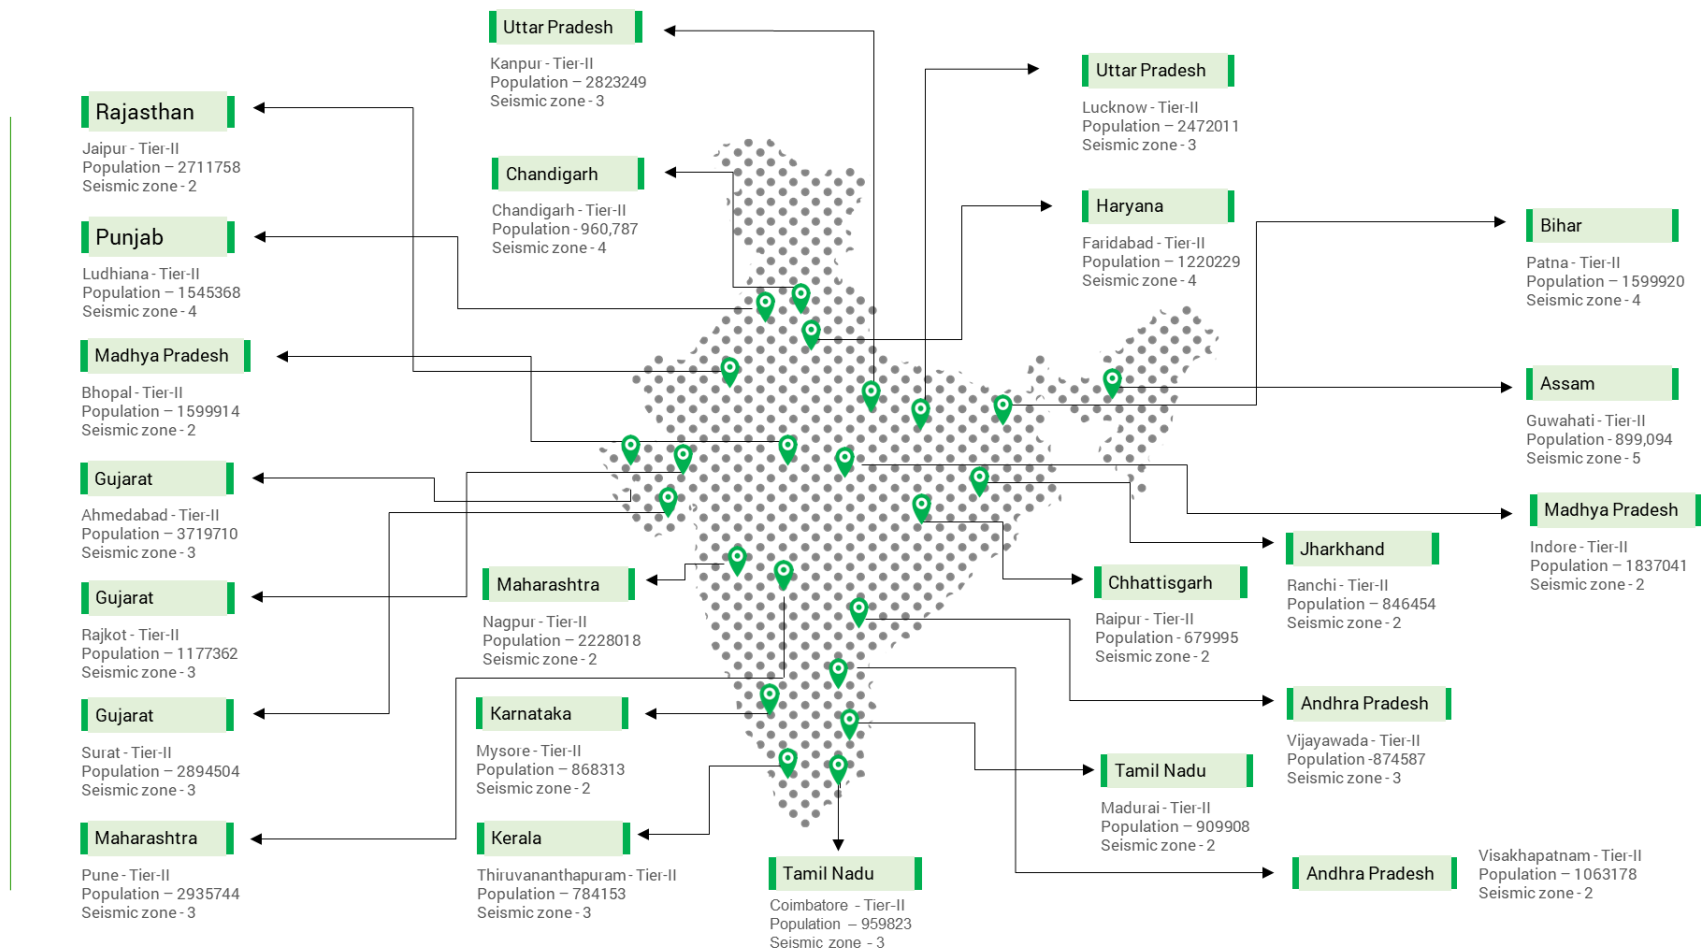 Uttar Pradesh
Kanpur - Tier-II
Population – 2823249
Seismic zone - 3
Uttar Pradesh
Lucknow - Tier-II
Population – 2472011
Seismic zone - 3
Rajasthan
Jaipur - Tier-II
Population – 2711758
Seismic zone - 2
Chandigarh
Chandigarh - Tier-II
Population - 960,787
Seismic zone - 4
Haryana
Faridabad - Tier-II
Population – 1220229
Seismic zone - 4
Bihar
Patna - Tier-II
Population – 1599920
Seismic zone - 4
Punjab
Ludhiana - Tier-II
Population – 1545368
Seismic zone - 4
Madhya Pradesh
Bhopal - Tier-II
Population – 1599914
Seismic zone - 2
Assam
Guwahati - Tier-II
Population - 899,094
Seismic zone - 5
Gujarat
Ahmedabad - Tier-II
Population – 3719710
Seismic zone - 3
Madhya Pradesh
Indore - Tier-II
Population – 1837041
Seismic zone - 2
Jharkhand
Ranchi - Tier-II
Population – 846454
Seismic zone - 2
Gujarat
Rajkot - Tier-II
Population – 1177362
Seismic zone - 3
Maharashtra
Nagpur - Tier-II
Population – 2228018
Seismic zone - 2
Chhattisgarh
Raipur - Tier-II
Population - 679995
Seismic zone - 2
Gujarat
Surat - Tier-II
Population – 2894504
Seismic zone - 3
Karnataka
Mysore - Tier-II
Population – 868313
Seismic zone - 2
Andhra Pradesh
Vijayawada - Tier-II
Population -874587
Seismic zone - 3
Tamil Nadu
Madurai - Tier-II
Population – 909908
Seismic zone - 2
Maharashtra
Pune - Tier-II
Population – 2935744
Seismic zone - 3
Kerala
Thiruvananthapuram - Tier-II
Population – 784153
Seismic zone - 3
Tamil Nadu
Coimbatore - Tier-II
Population – 959823
Seismic zone - 3
Andhra Pradesh
Visakhapatnam - Tier-II
Population – 1063178
Seismic zone - 2